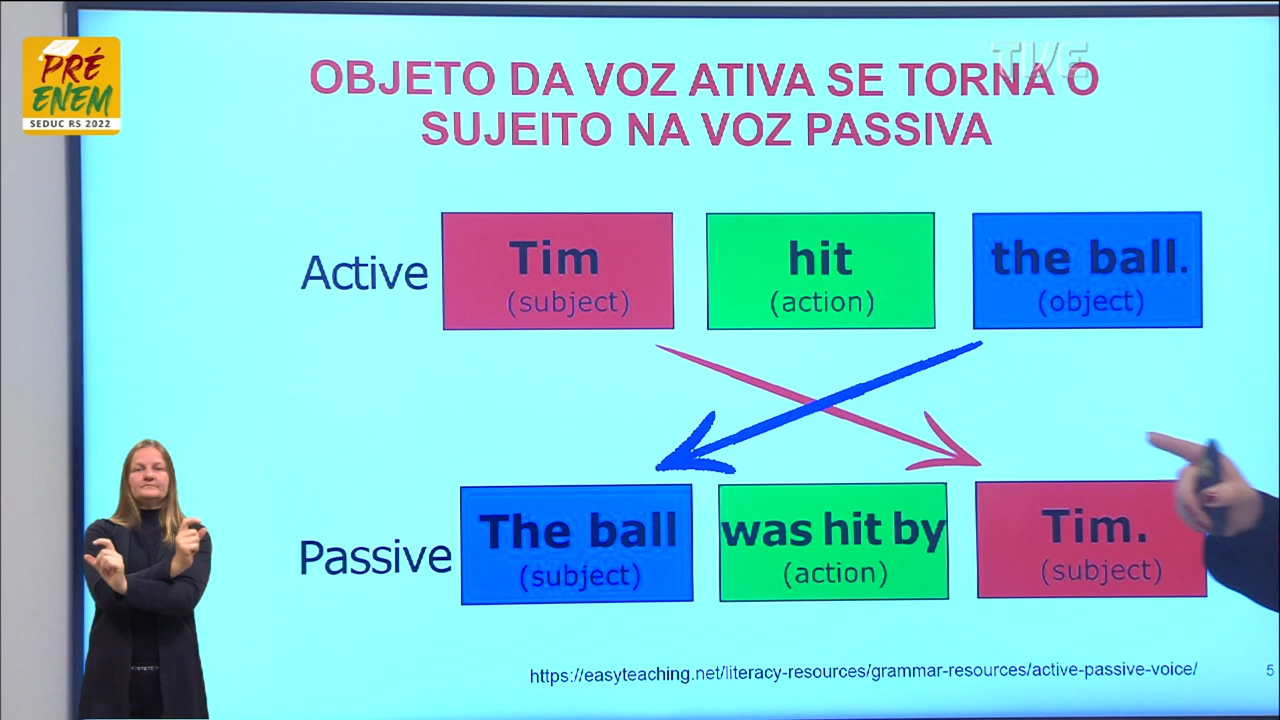 PRÉ
ENEM
SEDUC RS 2022
TVE
OBJETO DA VOZ ATIVA SE TORNA O
SUJEITO NA VOZ PASSIVA
Active
Tim
(subject)
hit
(action)
the ball.
(object)
Passive
The ball
(subject)
was hit by
(action)
Tim.
(subject)
https://easyteaching.net/literacy-resources/grammar-resources/active-passive-voice/
5